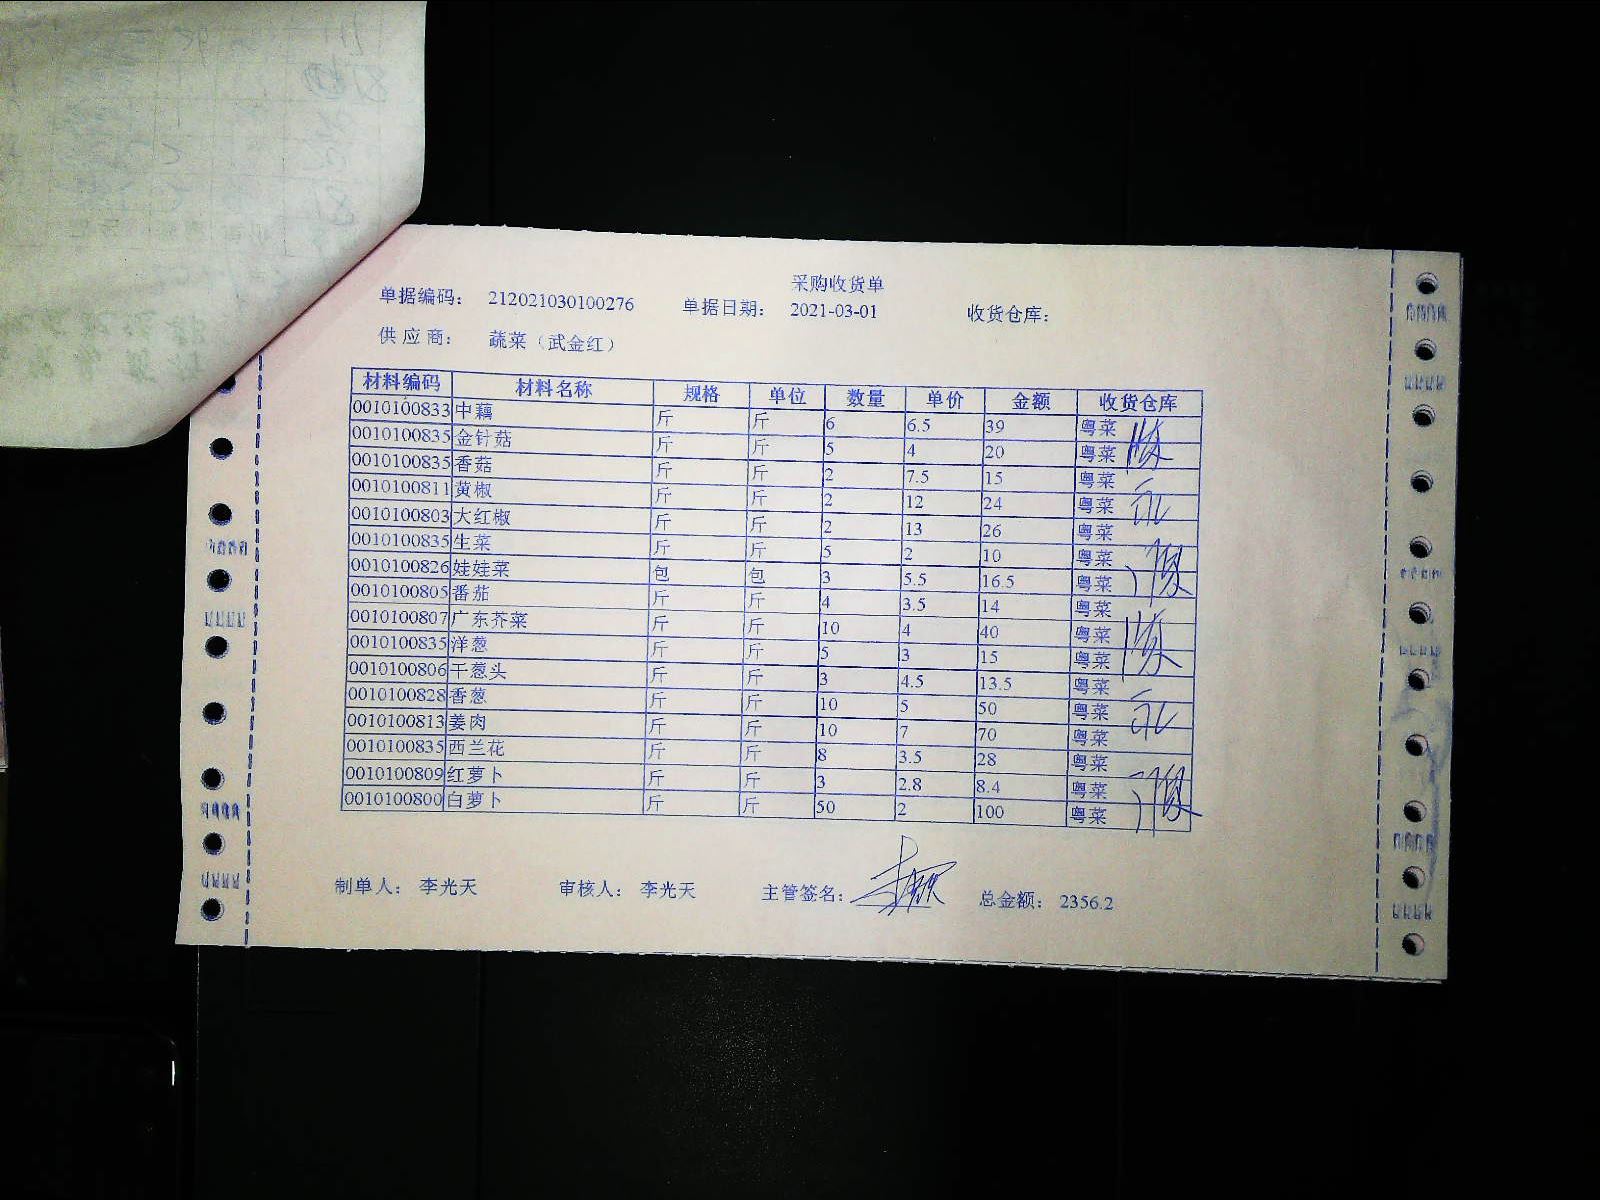 采购收货单
单据编码： 212021030100276 单据日期： 2021-03-01 收货仓库：
供应商： 蔬菜（武金红）
材料编码 材料名称 规格 单位 数量 单价 金额 收货仓库
0010100833 中藕 斤 斤 6 6.5 39 粤菜
0010100835 金针菇 斤 斤 5 4 20 粤菜
0010100835 香菇 斤 斤 2 7.5 15 粤菜
0010100811 黄椒 斤 斤 2 12 24 粤菜
0010100803 大红椒 斤 斤 2 13 26 粤菜
0010100835 生菜 斤 斤 5 2 10 粤菜
0010100826 娃娃菜 包 包 3 5.5 16.5 粤菜
0010100805 番茄 斤 斤 4 3.5 14 粤菜
0010100807 广东芥菜 斤 斤 10 4 40 粤菜
0010100835 洋葱 斤 斤 5 3 15 粤菜
0010100806 干葱头 斤 斤 3 4.5 13.5 粤菜
0010100828 香葱 斤 斤 10 5 50 粤菜
0010100813 姜肉 斤 斤 10 7 70 粤菜
0010100835 西兰花 斤 斤 8 3.5 28 粤菜
0010100809 红萝卜 斤 斤 3 2.8 8.4 粤菜
0010100800 白萝卜 斤 斤 50 2 100 粤菜
制单人： 李光天 审核人： 李光天 主管签名： 总金额： 2356.2